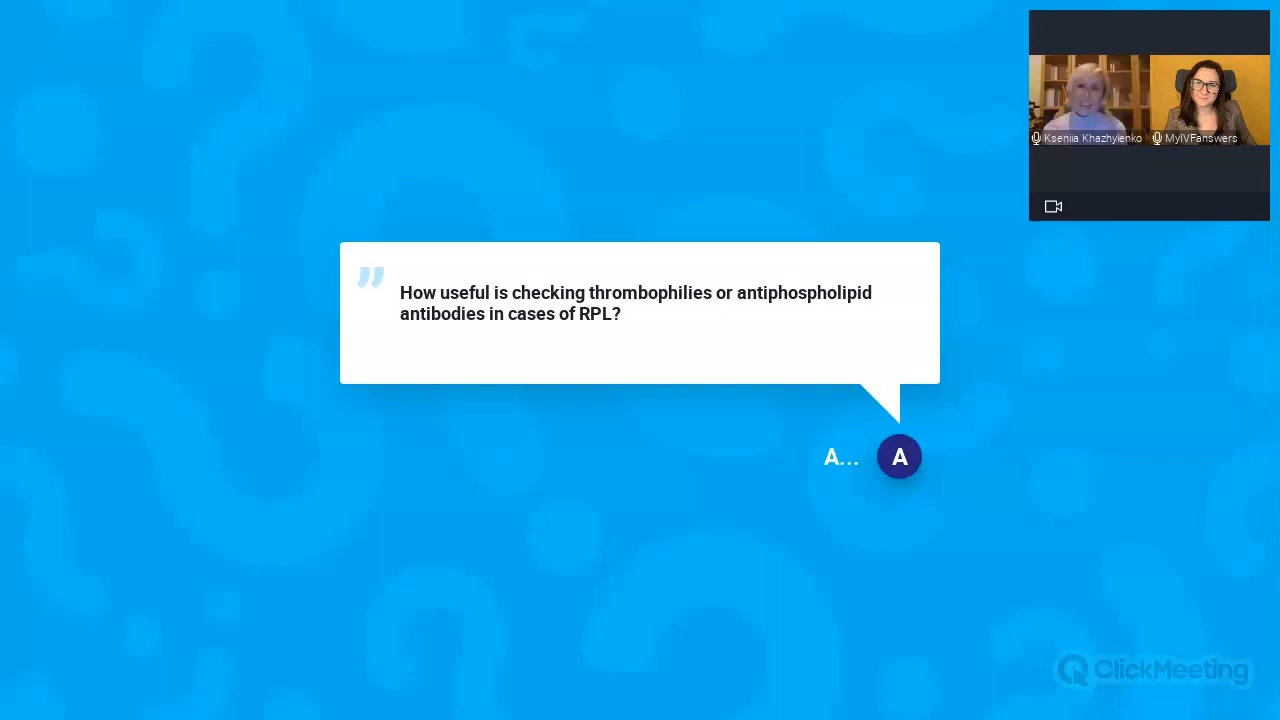 Kseniia Khazhylenko
MyIVFanswers
How useful is checking thrombophilies or antiphospholipid
antibodies in cases of RPL?
A...
A
ClickMeeting